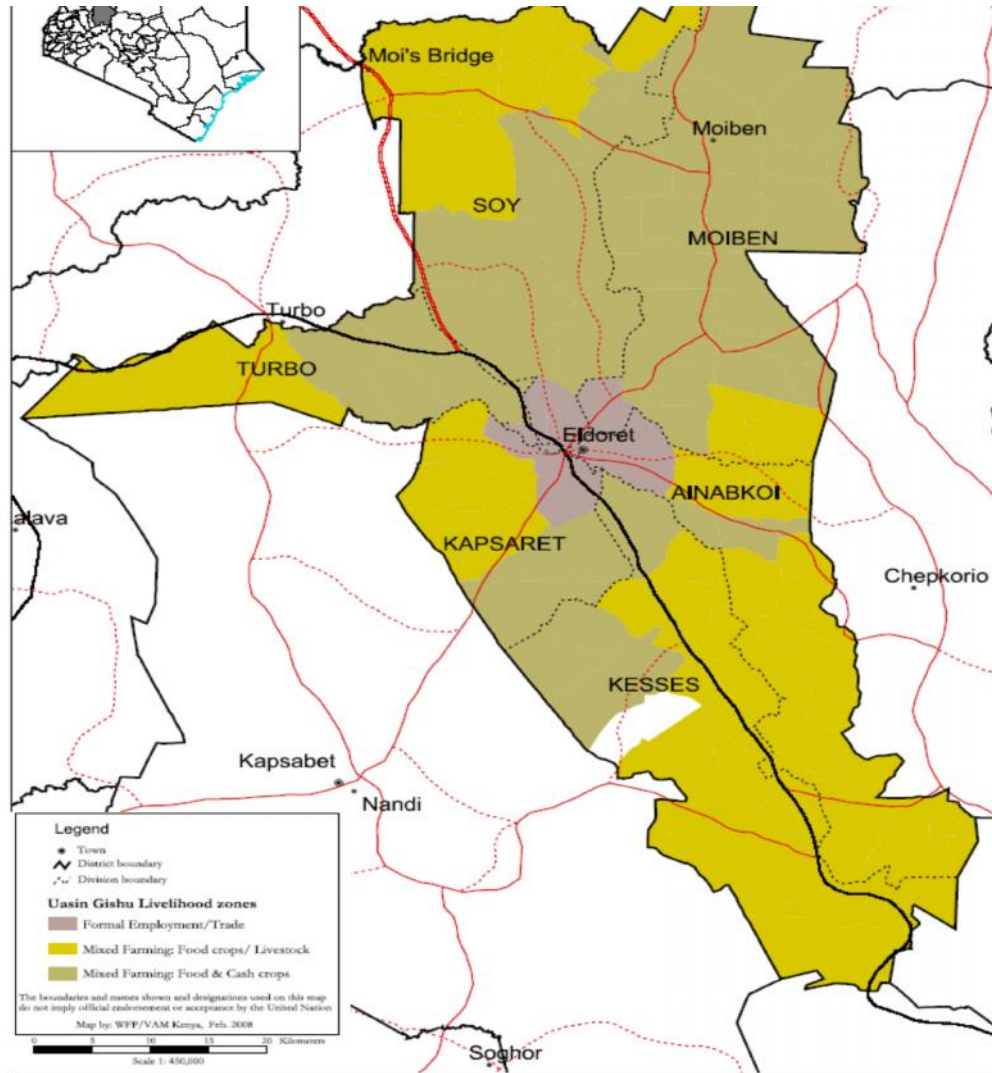 Moi's Bridge
Moiben
SOY
MOIBEN
Turbo
TURBO
Eldoret
AINABKOI
alava
KAPSARET
Chepkorio
KESSES
Kapsabet
Nandi
Legend
Town
District boundary
Division boundary
Uasin Gishu Livelihood zones
Formal Employment/Trade
Mixed Farming: Food crops/ Livestock
Mixed Farming: Food & Cash crops
The boundaries and names shown and designations used on this map
do not imply official endorsement or acceptance by the United Nation
Map by: WFP/VAM Kenya, Feb. 2008
0 5 10 15 20 Kilometers
Scale 1: 450,000
Soghor